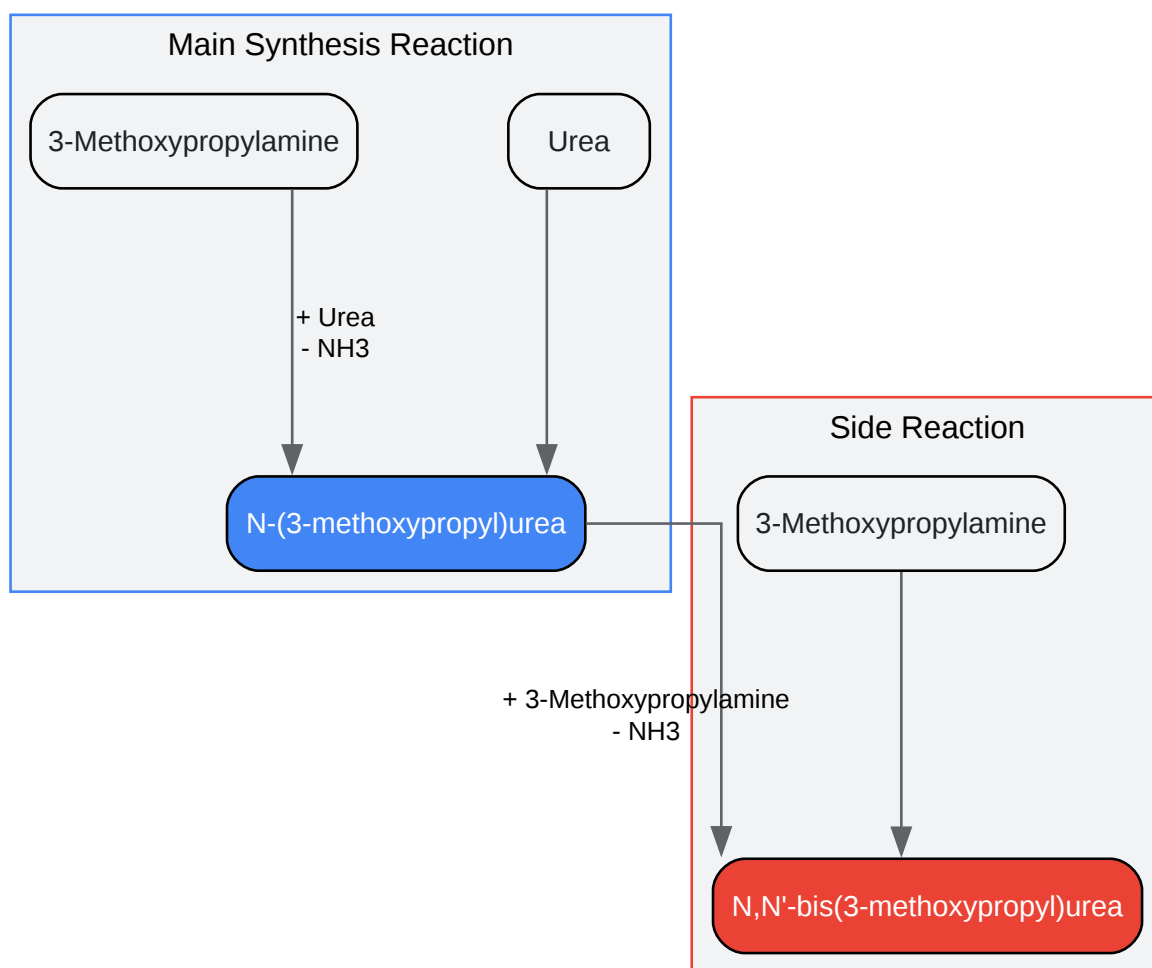 Main Synthesis Reaction
3-Methoxypropylamine
Urea
+ Urea
- NH3
N-(3-methoxypropyl)urea
Side Reaction
3-Methoxypropylamine
+ 3-Methoxypropylamine
- NH3
N,N'-bis(3-methoxypropyl)urea